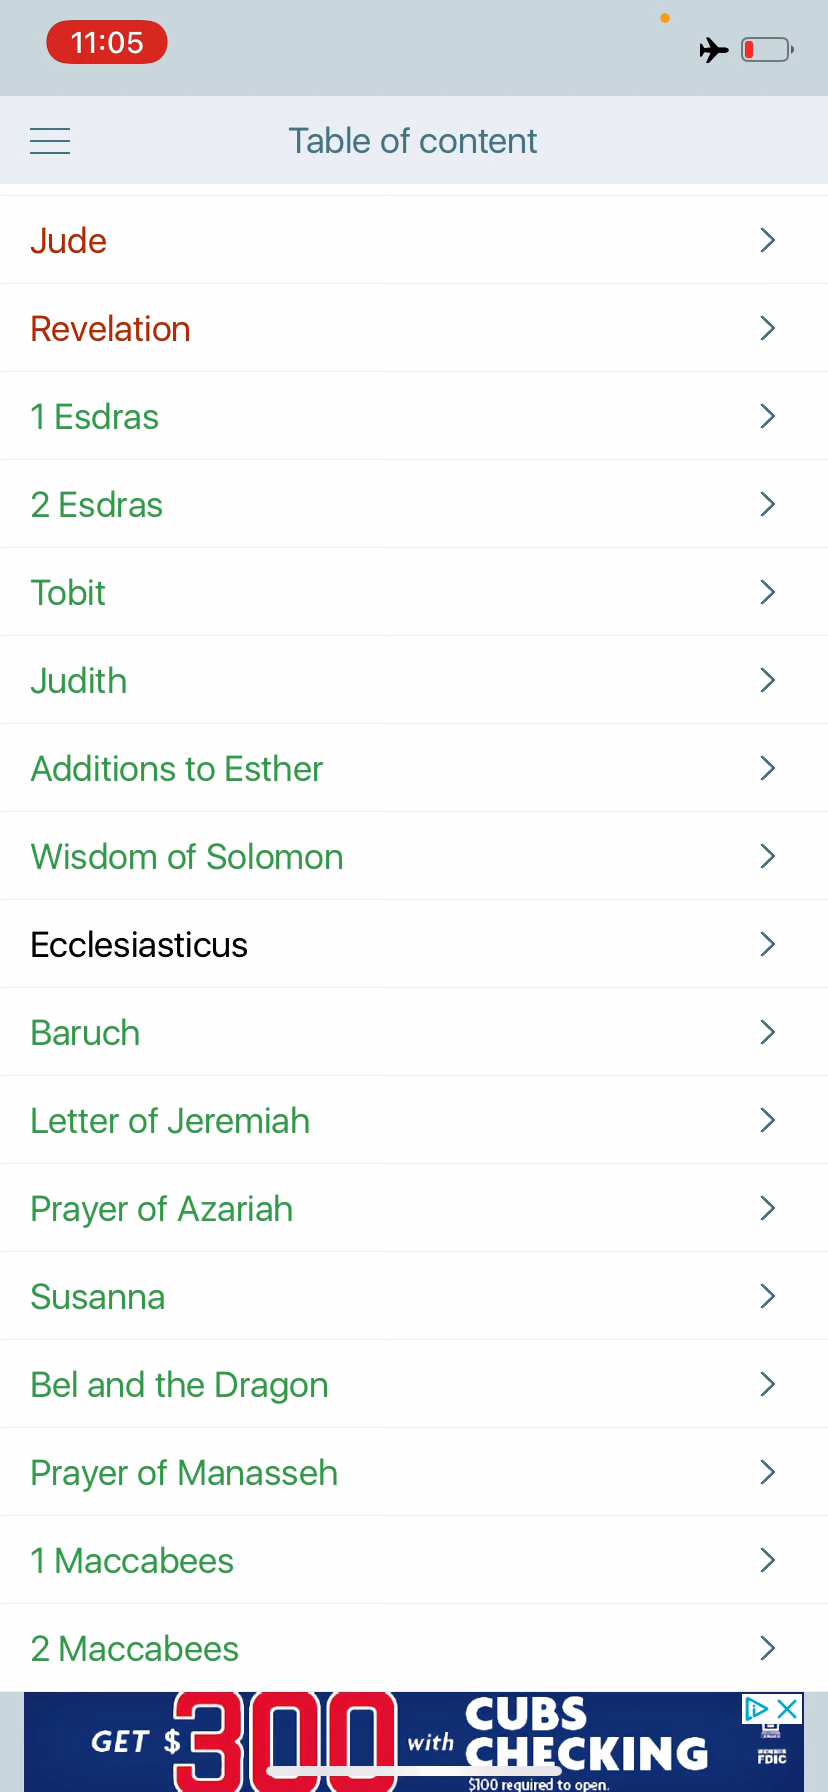 11:05
Table of content
Jude
Revelation
1 Esdras
2 Esdras
Tobit
Judith
Additions to Esther
Wisdom of Solomon
Ecclesiasticus
Baruch
Letter of Jeremiah
Prayer of Azariah
Susanna
Bel and the Dragon
Prayer of Manasseh
1 Maccabees
2 Maccabees
GET $300 with CUBS CHECKING
$100 required to open.
MEMBER
FDIC